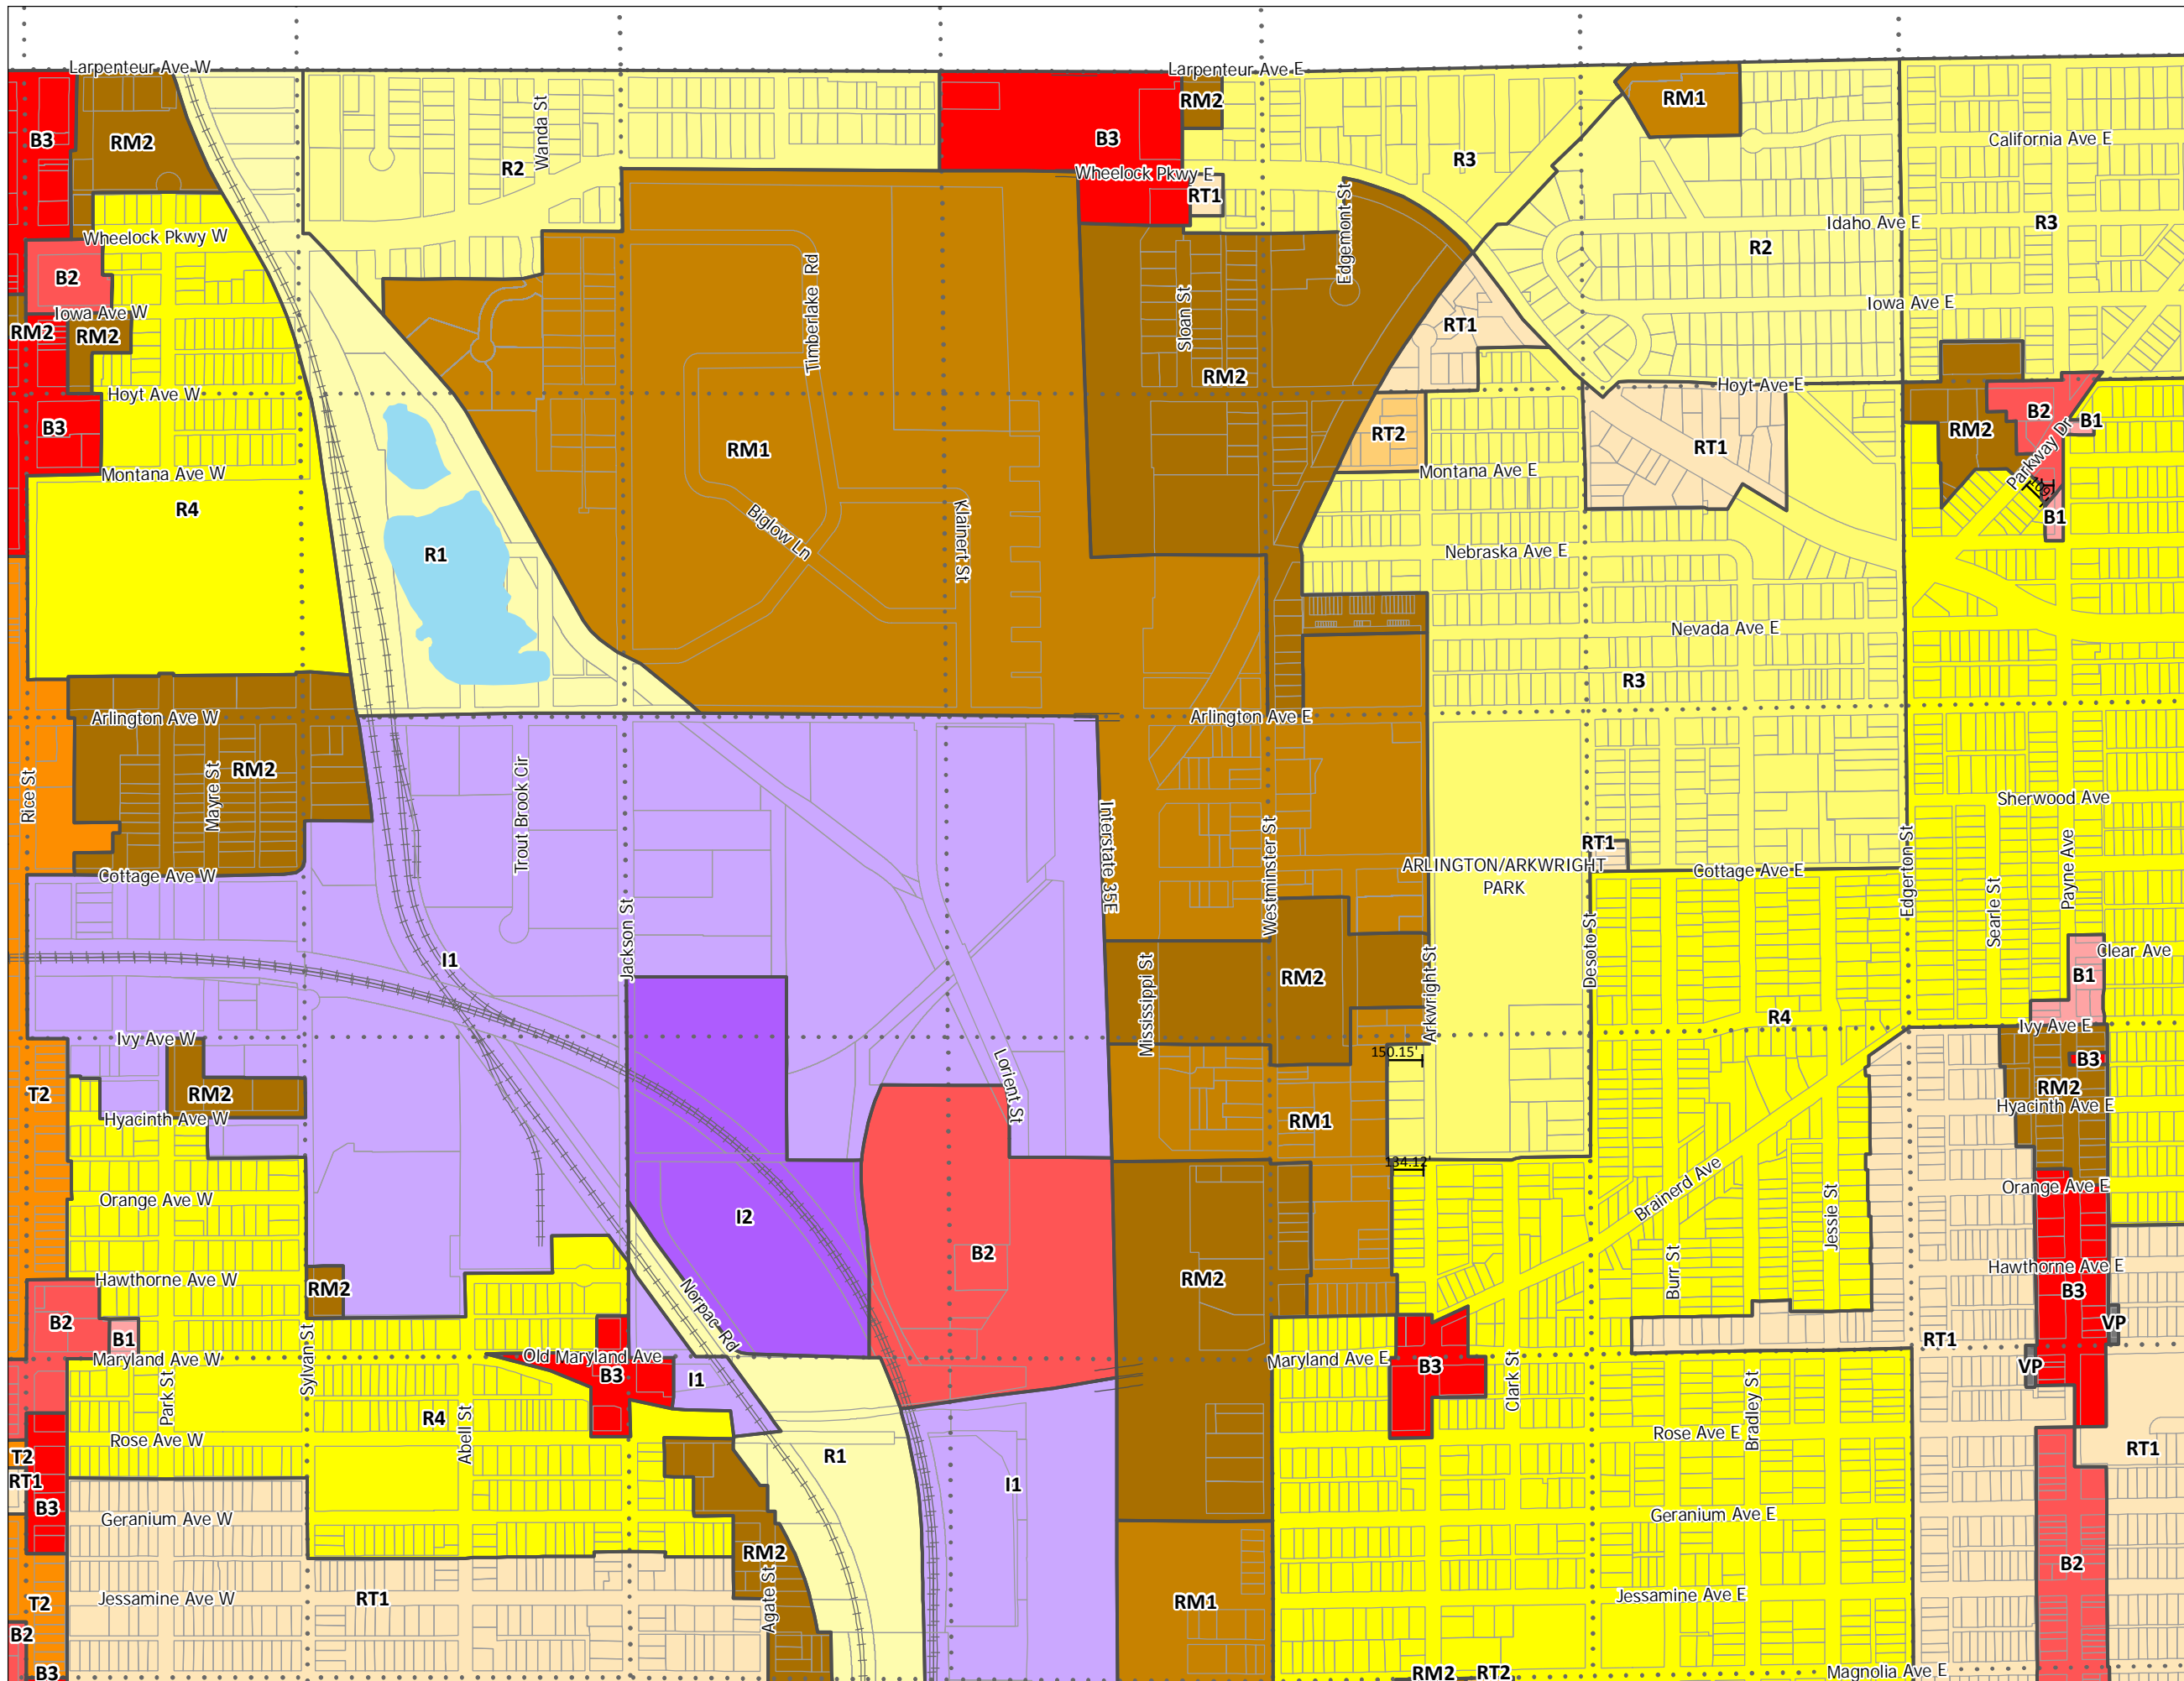 Larpenteur Ave W
Larpenteur Ave E
B3
RM2
R2
Wanda St
B3
RM2
R3
RM1
California Ave E
Wheelock Pkwy E
RT1
Edgemont St
R2
Idaho Ave E
R3
Wheelock Pkwy W
B2
Iowa Ave W
RM2
RM2
Timberlake Rd
Sloan St
RM2
RT1
Iowa Ave E
Hoyt Ave W
Hoyt Ave E
B3
Montana Ave W
R4
R1
RM1
Biglow Ln
Klainert St
RT2
Montana Ave E
RT1
RM2
B2
B1
Parkway Dr
B1
Nebraska Ave E
Nevada Ave E
R3
Arlington Ave W
Arlington Ave E
Rice St
Mayre St
RM2
Trout Brook Cir
Interstate 35E
Westminster St
ARLINGTON/ARKWRIGHT
PARK
RT1
Cottage Ave E
Sherwood Ave
Edgerton St
Payne Ave
Searle St
Cottage Ave W
Jackson St
I1
Mississippi St
RM2
Arkwright St
Desoto St
Clear Ave
B1
R4
Ivy Ave W
Ivy Ave E
150.15'
Lorient St
B3
RM2
T2
RM2
Hyacinth Ave W
Hyacinth Ave E
RM1
134.12'
Brainerd Ave
Orange Ave W
Orange Ave E
Jessie St
I2
B2
RM2
Burr St
Hawthorne Ave W
Hawthorne Ave E
RM2
B3
Norpac Rd
B2
B1
VP
RT1
Maryland Ave W
Old Maryland Ave
Maryland Ave E
Sylvan St
B3
I1
B3
VP
Park St
R4
Abell St
Clark St
Bradley St
Rose Ave W
Rose Ave E
R1
RT1
T2
RT1
B3
I1
Geranium Ave W
Geranium Ave E
RM2
B2
Jessamine Ave W
Jessamine Ave E
RT1
Agate St
RM1
T2
B2
B3
RM2
RT2
Magnolia Ave E